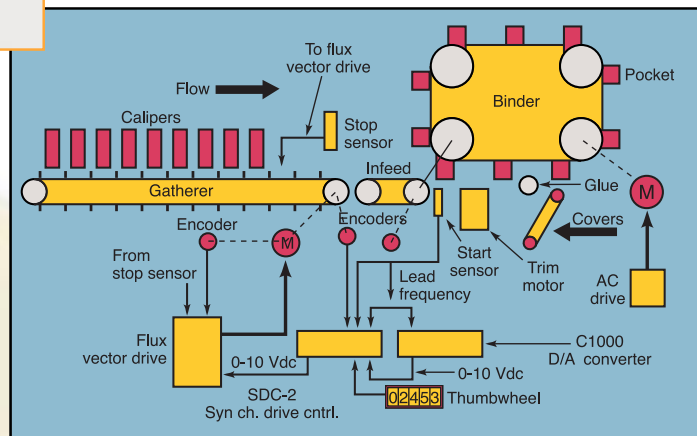 To flux
vector drive
Flow
Calipers
Stop
sensor
Pocket
Binder
Gatherer
Infeed
Glue
M
Encoder
M
Encoders
Covers
From
stop sensor
Start
sensor
Trim
motor
Lead
frequency
AC
drive
Flux
vector drive
0-10 Vdc
C1000
D/A converter
0-10 Vdc
SDC-2
Syn ch. drive cntrl.
02453
Thumbwheel